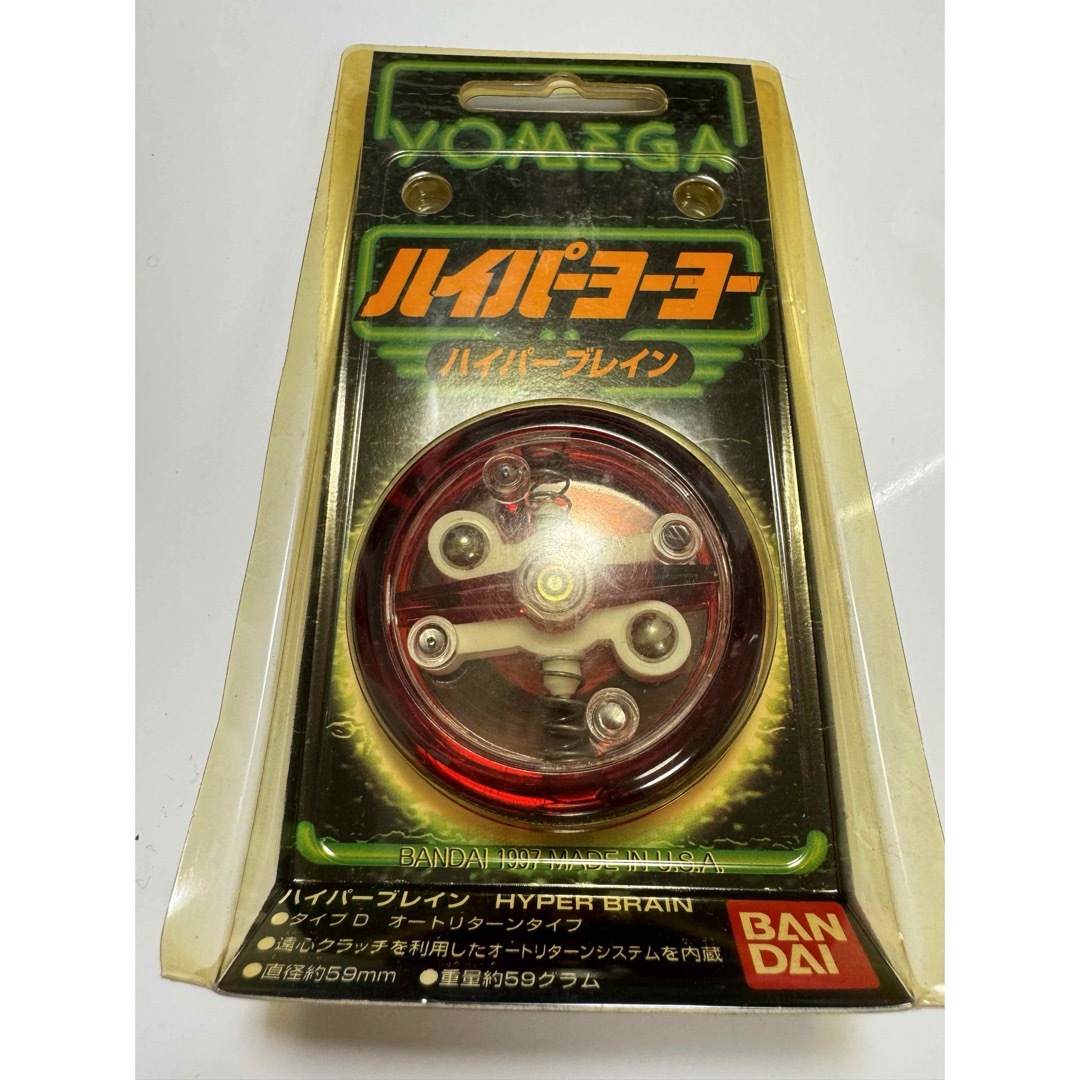 YOMEGA
ハイパーヨーヨー
ハイパーブレイン
BANDAI 1997 MADE IN U.S.A.
ハイパーブレイン HYPER BRAIN
●タイプD オートリターンタイプ
●遠心クラッチを利用したオートリターンシステムを内蔵
●直径約59mm ●重量約59グラム
BAN
DAI